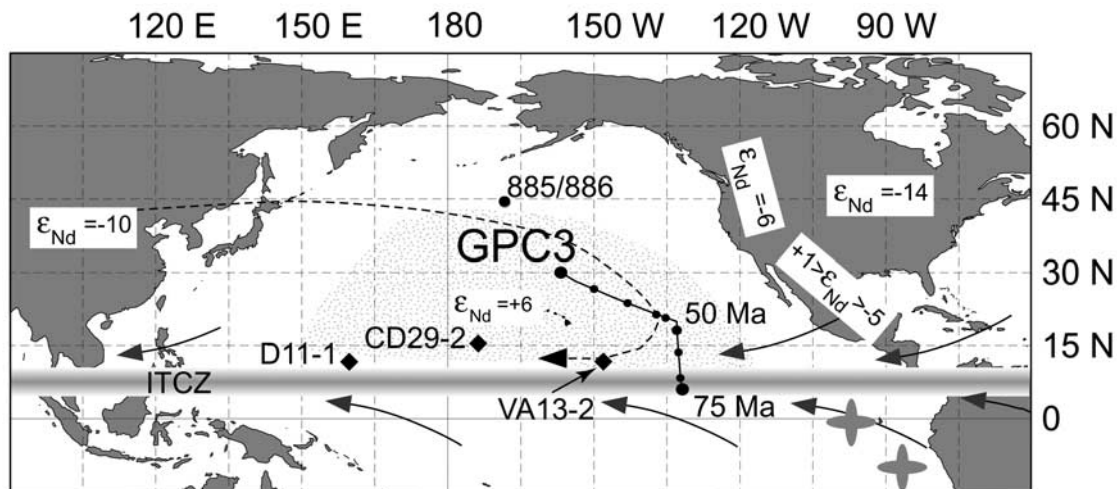 120 E 150 E 180 150 W 120 W 90 W
60 N
885/886
εNd =-6
εNd =-14
45 N
εNd =-10
GPC3
30 N
+1<εNd <-5
εNd =+6
50 Ma
CD29-2
D11-1
15 N
ITCZ
VA13-2
75 Ma
0